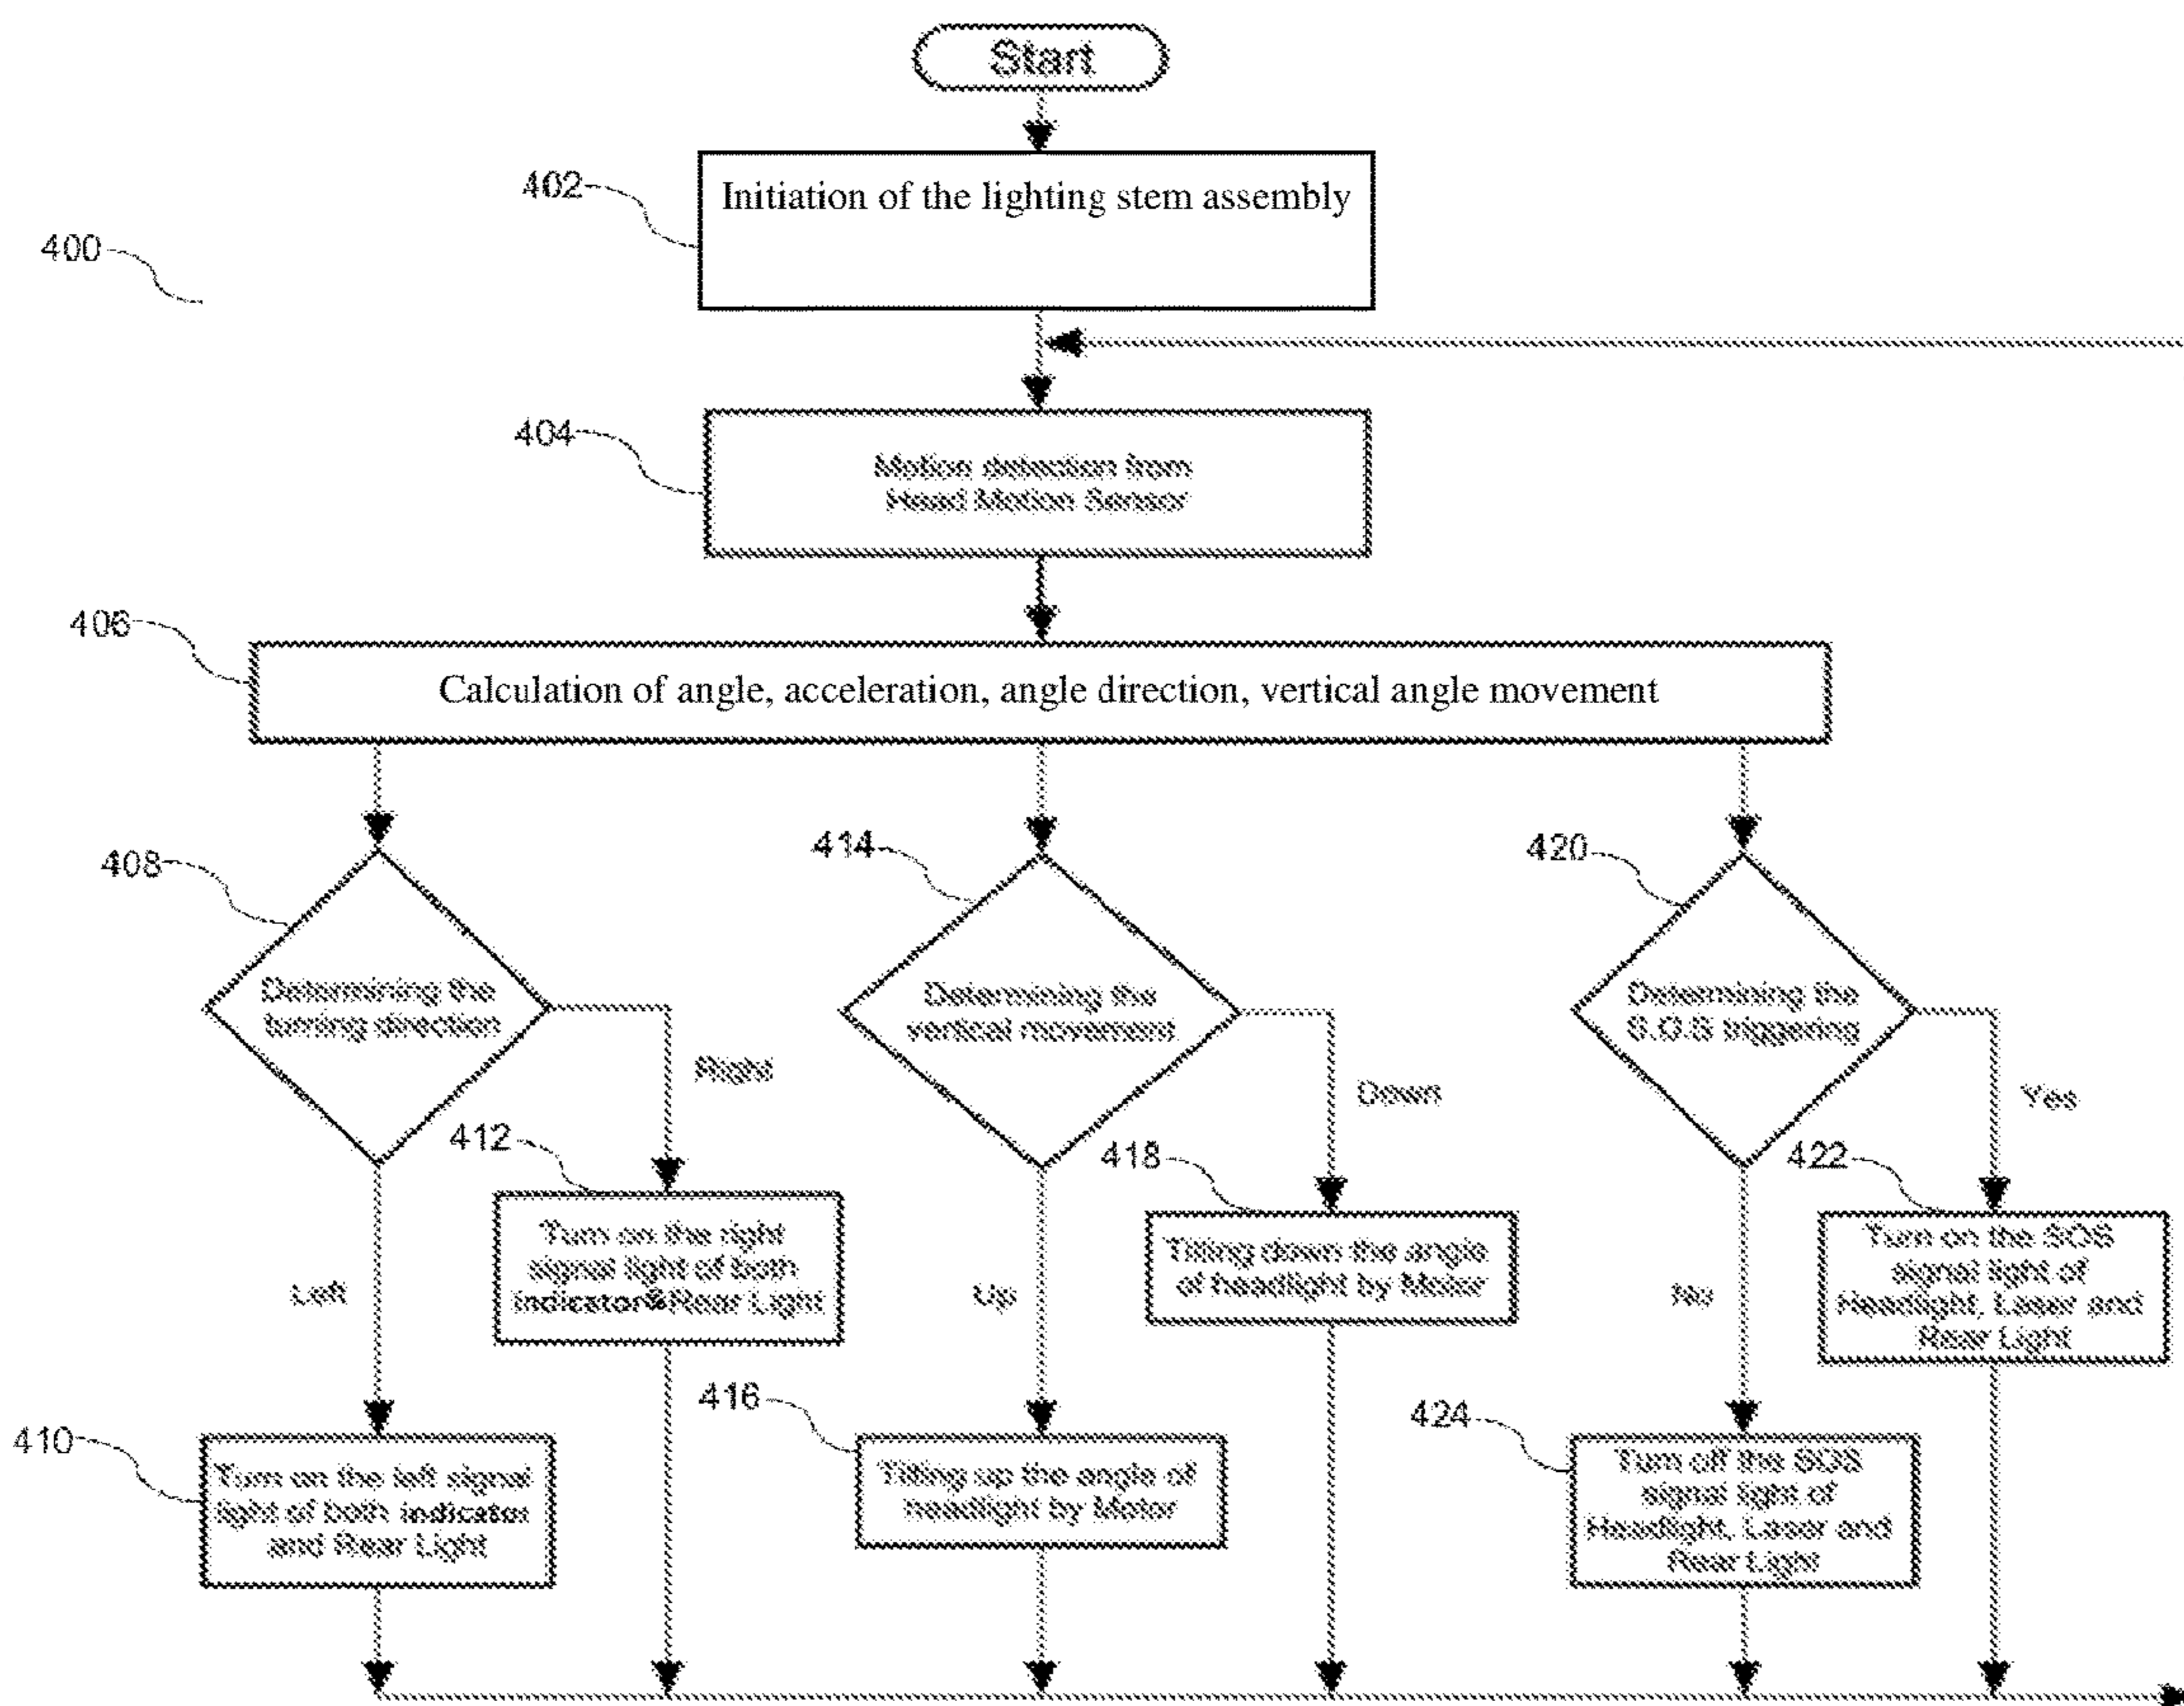 Start
402
Initiation of the lighting stem assembly
400
404
Motion detection from
Head Motion Sensor
406
Calculation of angle, acceleration, angle direction, vertical angle movement
408
Determining the
turning direction
414
Determining the
vertical movement
420
Determining the
S.O.S triggering
Right
Down
Yes
412
Turn on the right
signal light of both
indicator&Rear Light
418
Tilting down the angle
of headlight by Motor
422
Turn on the SOS
signal light of
Headlight, Laser and
Rear Light
Left
Up
No
410
Turn on the left signal
light of both indicator
and Rear Light
416
Tilting up the angle of
headlight by Motor
424
Turn off the SOS
signal light of
Headlight, Laser and
Rear Light